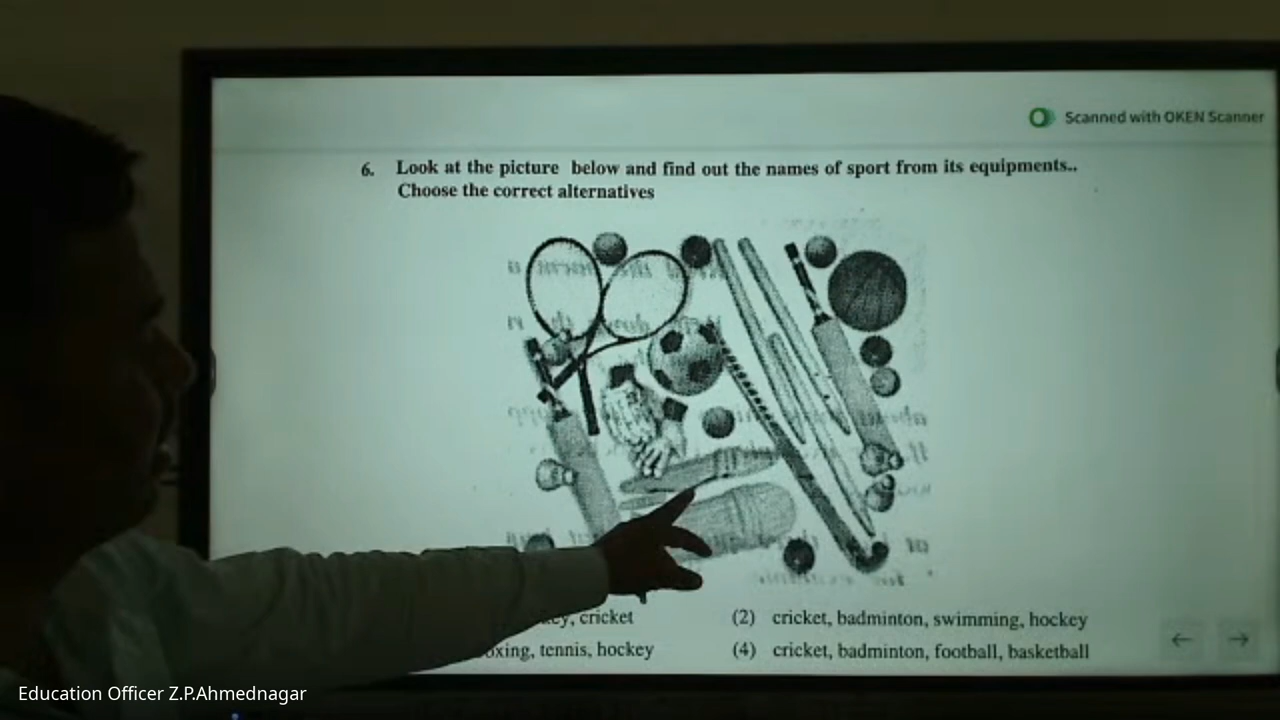 Scanned with OKEN Scanner
6. Look at the picture below and find out the names of sport from its equipments..
Choose the correct alternatives
cricket
(2) cricket, badminton, swimming, hockey
tennis, hockey
(4) cricket, badminton, football, basketball
Education Officer Z.P.Ahmednagar